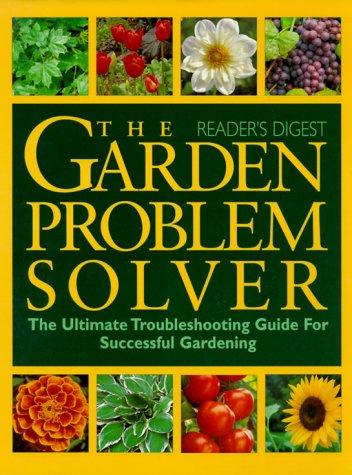 THE READER'S DIGEST
GARDEN
PROBLEM
SOLVER
The Ultimate Troubleshooting Guide For
Successful Gardening